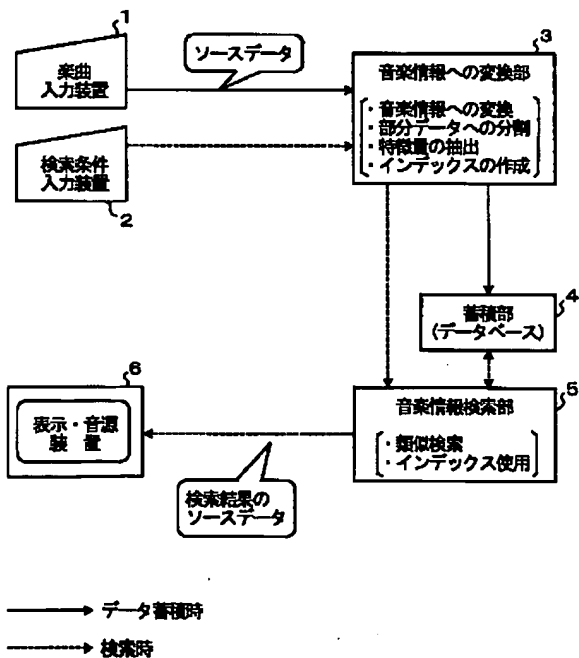 1
楽曲
入力装置
ソースデータ
3
音楽情報への変換部
・音楽情報への変換
・部分データへの分割
・特徴量の抽出
・インデックスの作成
検索条件
入力装置
2
4
蓄積部
(データベース)
6
表示・音源
装 置
5
音楽情報検索部
・類似検索
・インデックス使用
検索結果の
ソースデータ
データ蓄積時
検索時